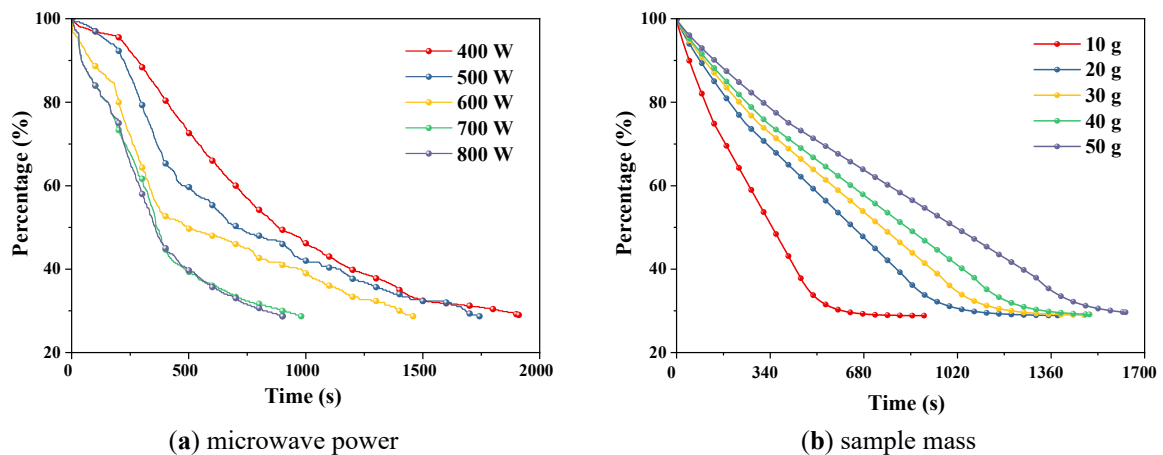 100
80
60
40
20
Percentage (%)
0
500
1000
1500
2000
Time (s)
400 W
500 W
600 W
700 W
800 W
(a) microwave power
100
80
60
40
20
Percentage (%)
0
340
680
1020
1360
1700
Time (s)
10 g
20 g
30 g
40 g
50 g
(b) sample mass